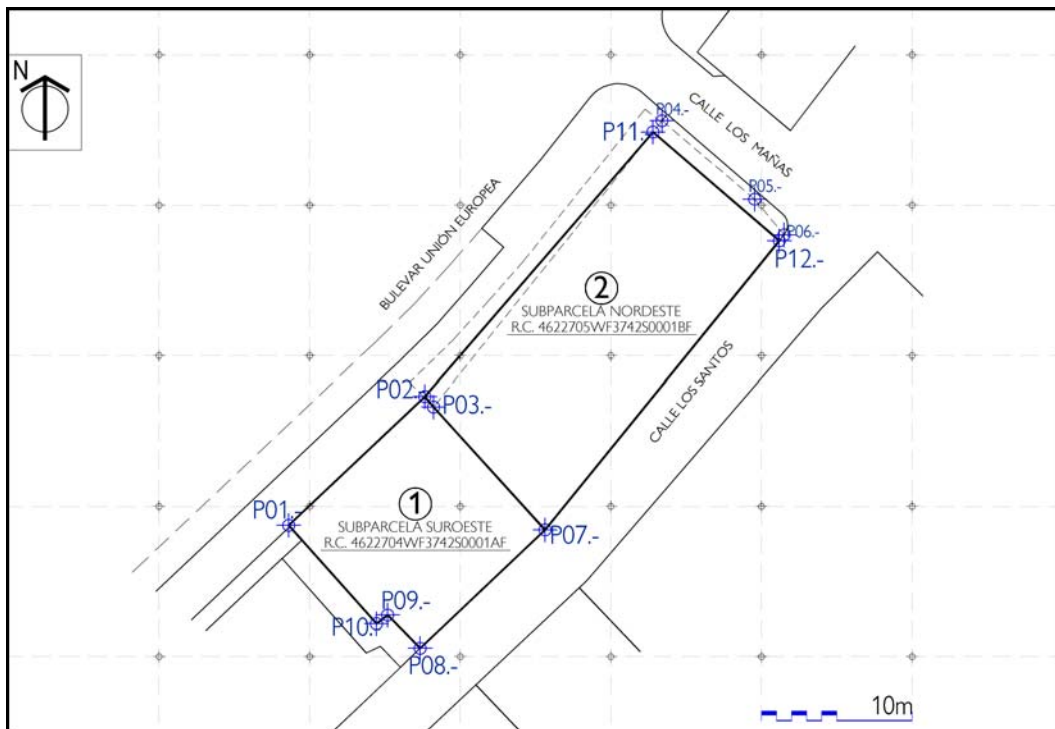 N
P04.-
CALLE LOS MAÑAS
P11.-
P05.-
BULEVAR UNIÓN EUROPEA
P06.-
P12.-
2
SUBPARCELA NORDESTE
R.C. 4622705WF3742S0001BF
CALLE LOS SANTOS
P02.-
P03.-
P01.-
1
SUBPARCELA SUROESTE
R.C. 4622704WF3742S0001AF
P07.-
P09.-
P10.-
P08.-
10m